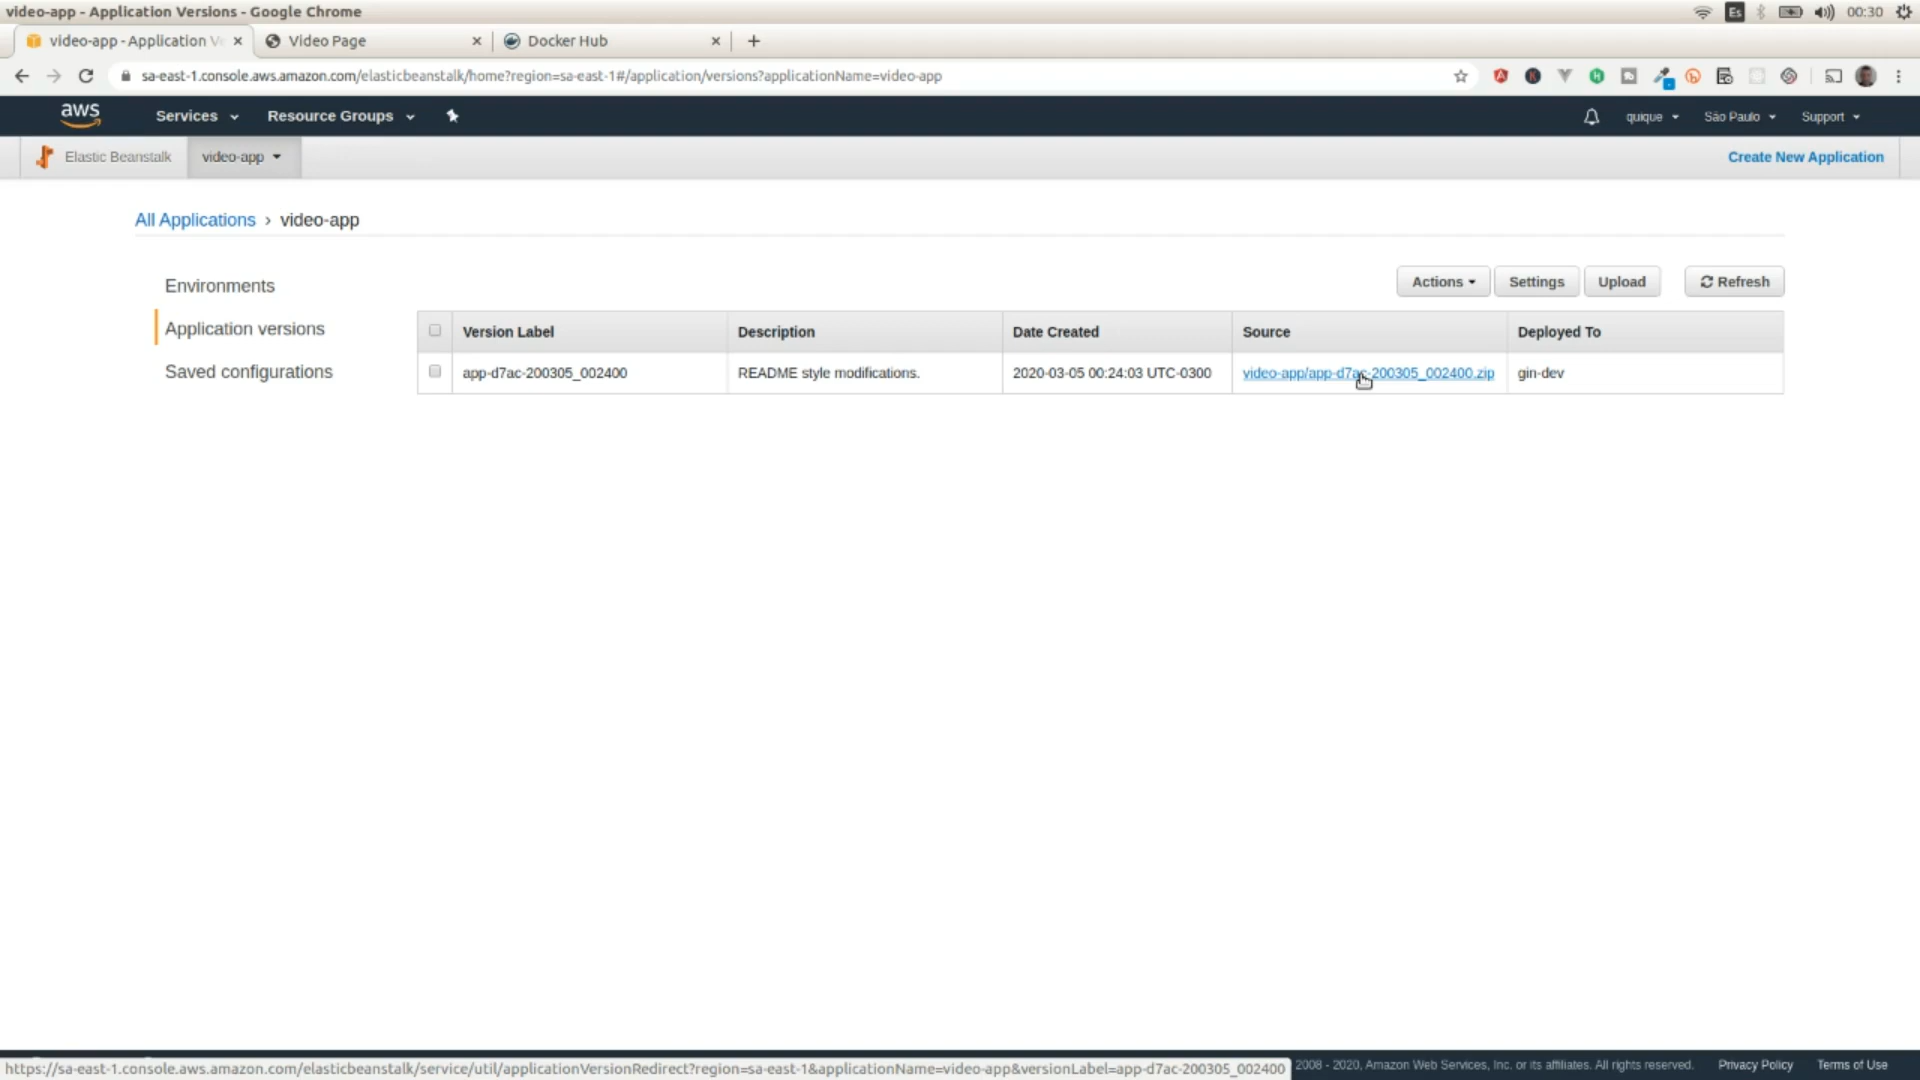 video-app - Application Versions - Google Chrome
Es
00:30
video-app - Application V
Video Page
Docker Hub
sa-east-1.console.aws.amazon.com/elasticbeanstalk/home?region=sa-east-1#/application/versions?applicationName=video-app
aws
Services
Resource Groups
quique
São Paulo
Support
Elastic Beanstalk
video-app
Create New Application
All Applications › video-app
Environments
Application versions
Saved configurations
Actions
Settings
Upload
Refresh
Version Label
Description
Date Created
Source
Deployed To
app-d7ac-200305_002400
README style modifications.
2020-03-05 00:24:03 UTC-0300
video-app/app-d7ac-200305_002400.zip
gin-dev
https://sa-east-1.console.aws.amazon.com/elasticbeanstalk/service/util/applicationVersionRedirect?region=sa-east-1&applicationName=video-app&versionLabel=app-d7ac-200305_002400
2008 - 2020, Amazon Web Services, Inc. or its affiliates. All rights reserved.
Privacy Policy
Terms of Use